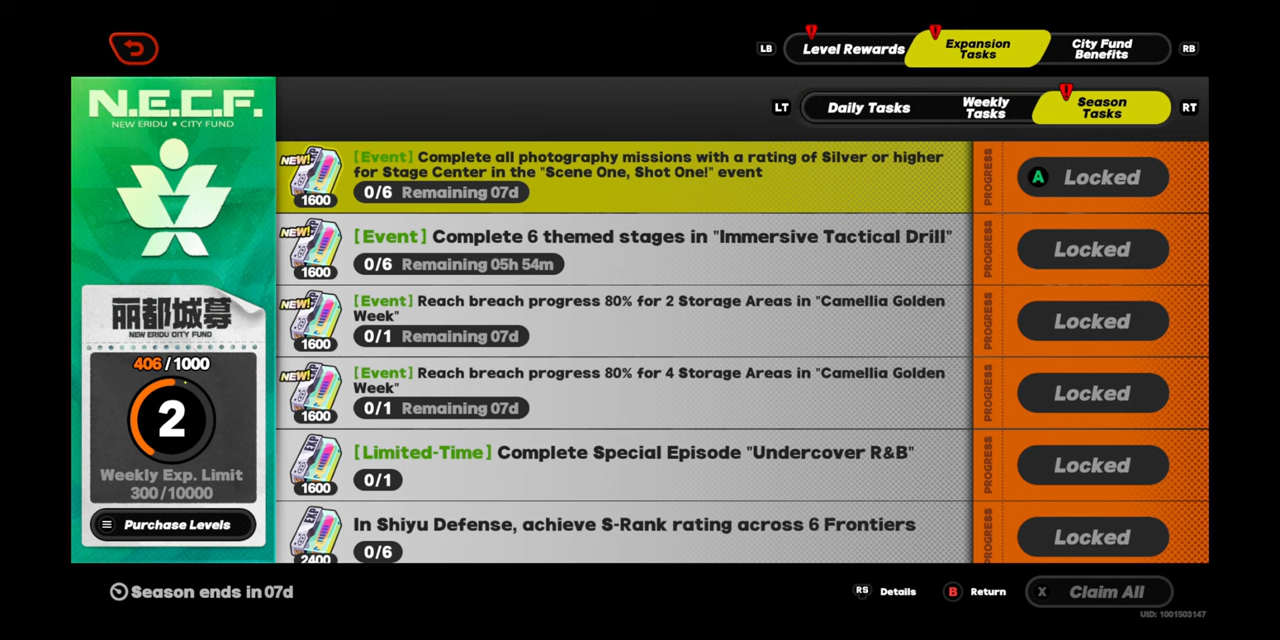 LB
Level Rewards
Expansion
Tasks
City Fund
Benefits
RB
N.E.C.F.
NEW ERIDU • CITY FUND
LT
Daily Tasks
Weekly
Tasks
Season
Tasks
RT
NEW!
1600
[Event] Complete all photography missions with a rating of Silver or higher
for Stage Center in the "Scene One, Shot One!" event
0/6 Remaining 07d
PROGRESS
A Locked
NEW!
1600
[Event] Complete 6 themed stages in "Immersive Tactical Drill"
0/6 Remaining 05h 54m
PROGRESS
Locked
NEW!
1600
[Event] Reach breach progress 80% for 2 Storage Areas in "Camellia Golden
Week"
0/1 Remaining 07d
PROGRESS
Locked
NEW!
1600
[Event] Reach breach progress 80% for 4 Storage Areas in "Camellia Golden
Week"
0/1 Remaining 07d
PROGRESS
Locked
EXP
1600
[Limited-Time] Complete Special Episode "Undercover R&B"
0/1
PROGRESS
Locked
EXP
2400
In Shiyu Defense, achieve S-Rank rating across 6 Frontiers
0/6
PROGRESS
Locked
丽都城募
NEW ERIDU CITY FUND
406/1000
2
Weekly Exp. Limit
300/10000
Purchase Levels
Season ends in 07d
RS Details
B Return
X Claim All
UID: 1001503147